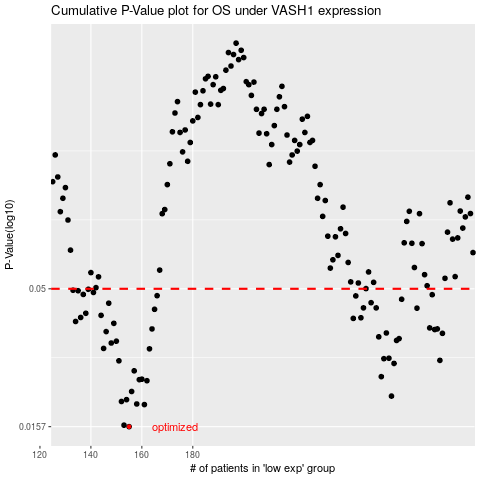 Cumulative P-Value plot for OS under VASH1 expression
P-Value(log10)
0.05
0.0157
optimized
120 140 160 180
# of patients in 'low exp' group